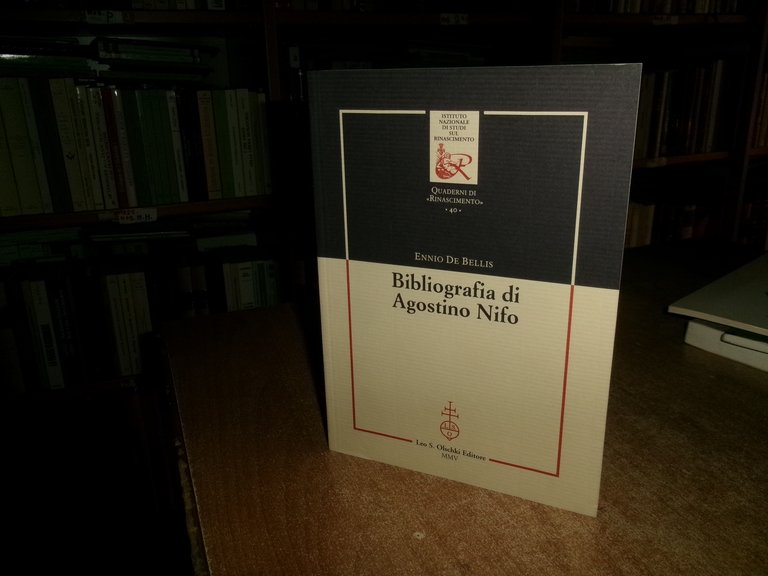 ISTITUTO
NAZIONALE
DI STUDI
SUL
RINASCIMENTO
R
QUADERNI DI
«RINASCIMENTO»
· 40 ·
ENNIO DE BELLIS
Bibliografia di
Agostino Nifo
Leo S. Olschki Editore
MMV